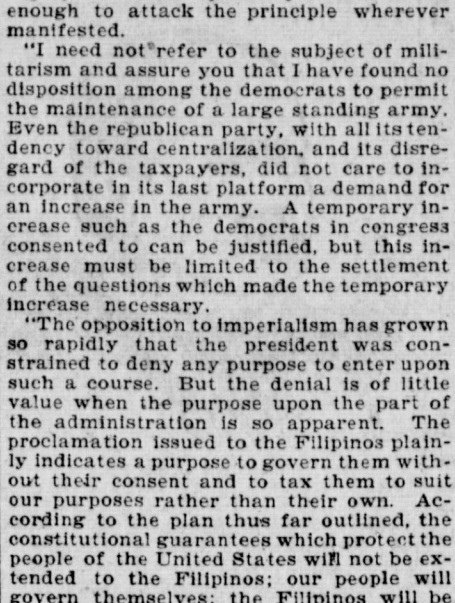 enough to attack the principle wherever
manifested.
"I need not refer to the subject of mili-
tarism and assure you that I have found no
disposition among the democrats to permit
the maintenance of a large standing army.
Even the republican party, with all its ten-
dency toward centralization, and its disre-
gard of the taxpayers, did not care to in-
corporate in its last platform a demand for
an increase in the army. A temporary in-
crease such as the democrats in congress
consented to can be justified, but this in-
crease must be limited to the settlement
of the questions which made the temporary
increase necessary.
"The opposition to imperialism has grown
so rapidly that the president was con-
strained to deny any purpose to enter upon
such a course. But the denial is of little
value when the purpose upon the part of
the administration is so apparent. The
proclamation issued to the Filipinos plain-
ly indicates a purpose to govern them with-
out their consent and to tax them to suit
our purposes rather than their own. Ac-
cording to the plan thus far outlined, the
constitutional guarantees which protect the
people of the United States will not be ex-
tended to the Filipinos; our people will
govern themselves; the Filipinos will be